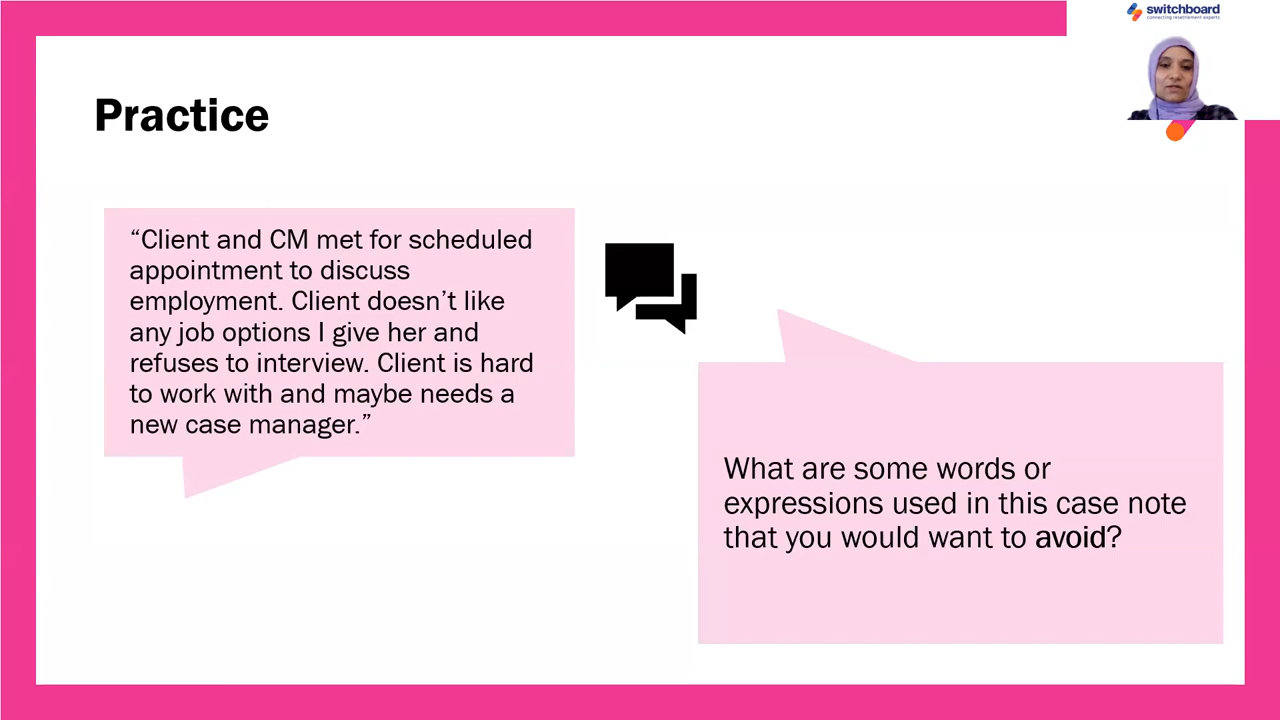 switchboard
connecting resettlement experts
Practice
“Client and CM met for scheduled
appointment to discuss
employment. Client doesn’t like
any job options I give her and
refuses to interview. Client is hard
to work with and maybe needs a
new case manager.”
What are some words or
expressions used in this case note
that you would want to avoid?